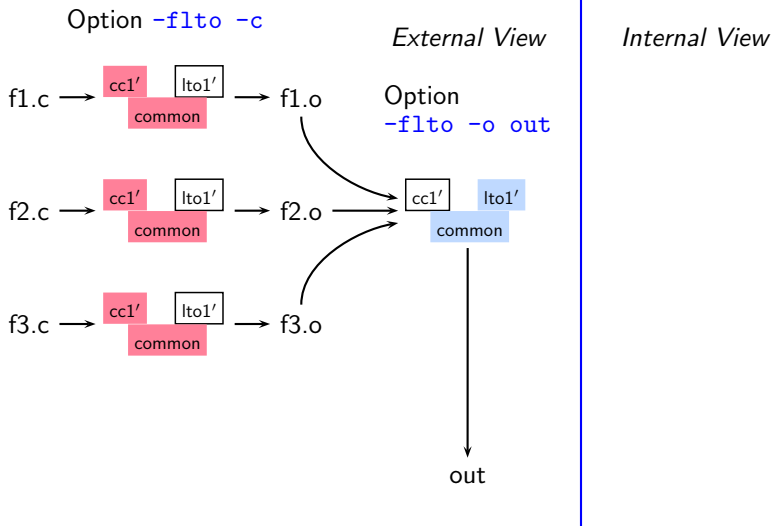 Option -flto -c
External View
Internal View
f1.c
cc1′
lto1′
common
f1.o
Option
-flto -o out
f2.c
cc1′
lto1′
common
f2.o
cc1′
lto1′
common
f3.c
cc1′
lto1′
common
f3.o
out